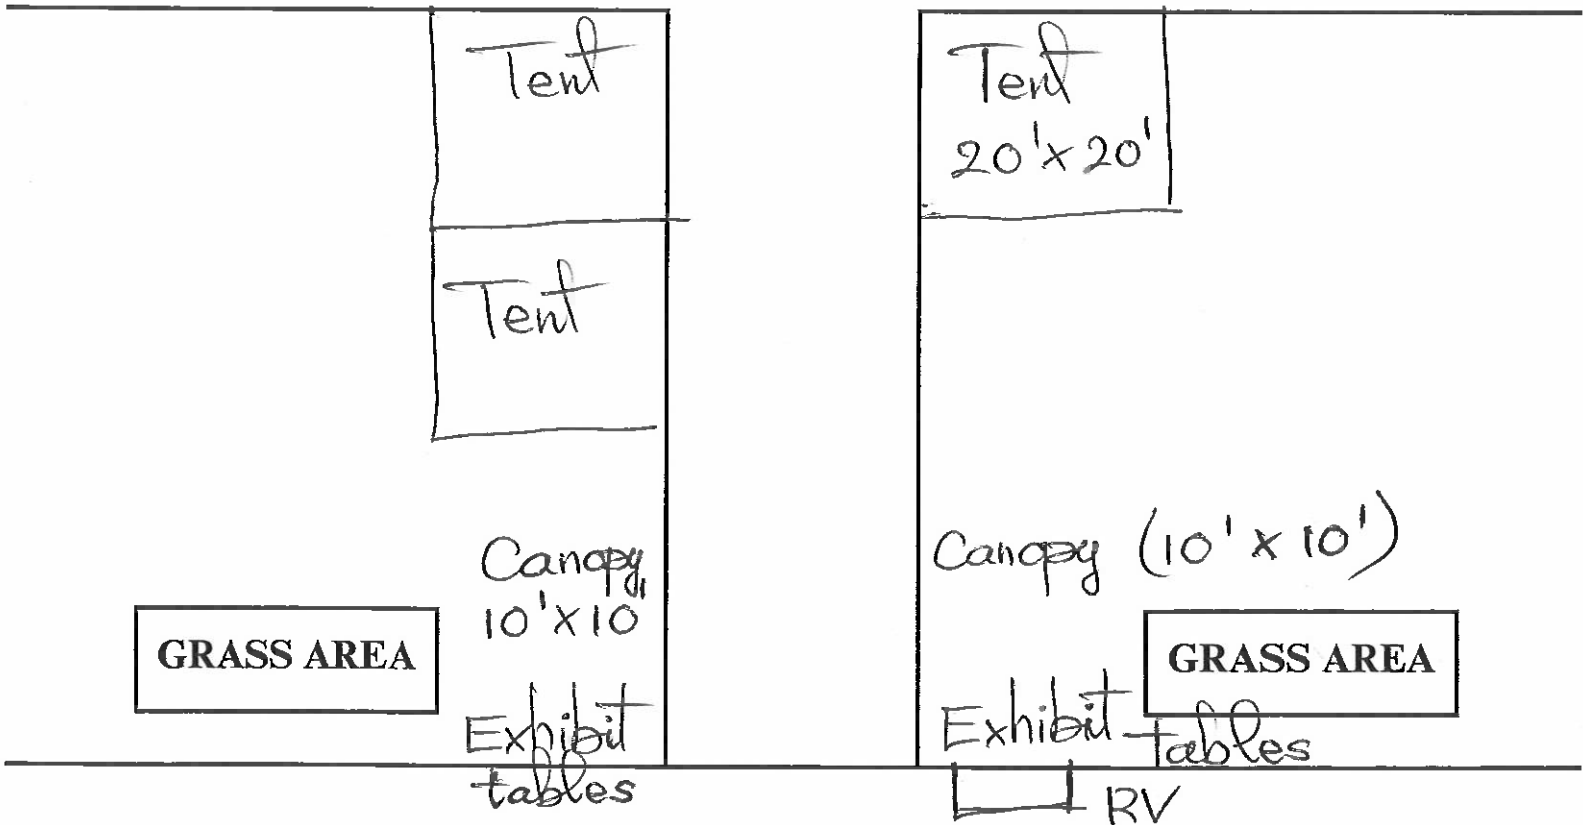 Tent
Tent
20'x20'
Tent
Canopy
10'x10'
Canopy (10'x10')
GRASS AREA
GRASS AREA
Exhibit
tables
Exhibit tables
RV